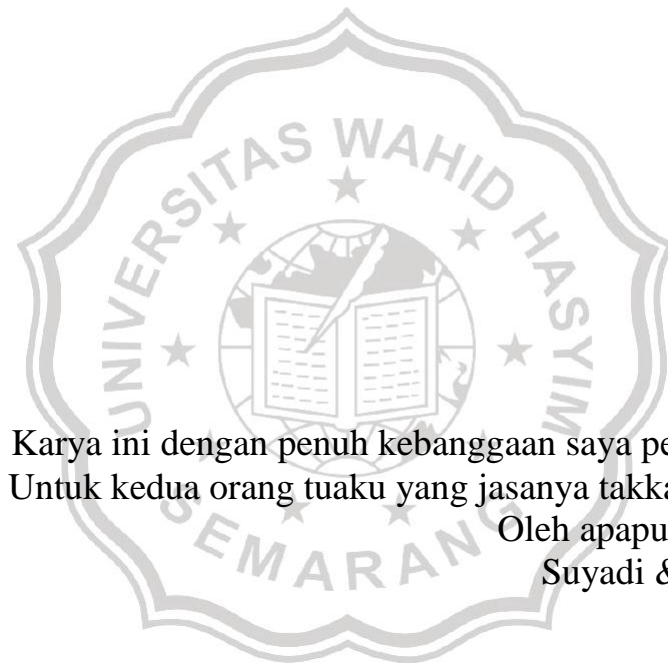 UNIVERSITAS WAHID HASYIM
SEMARANG
Karya ini dengan penuh kebanggaan saya pe
Untuk kedua orang tuaku yang jasanya takka
Oleh apapu
Suyadi &